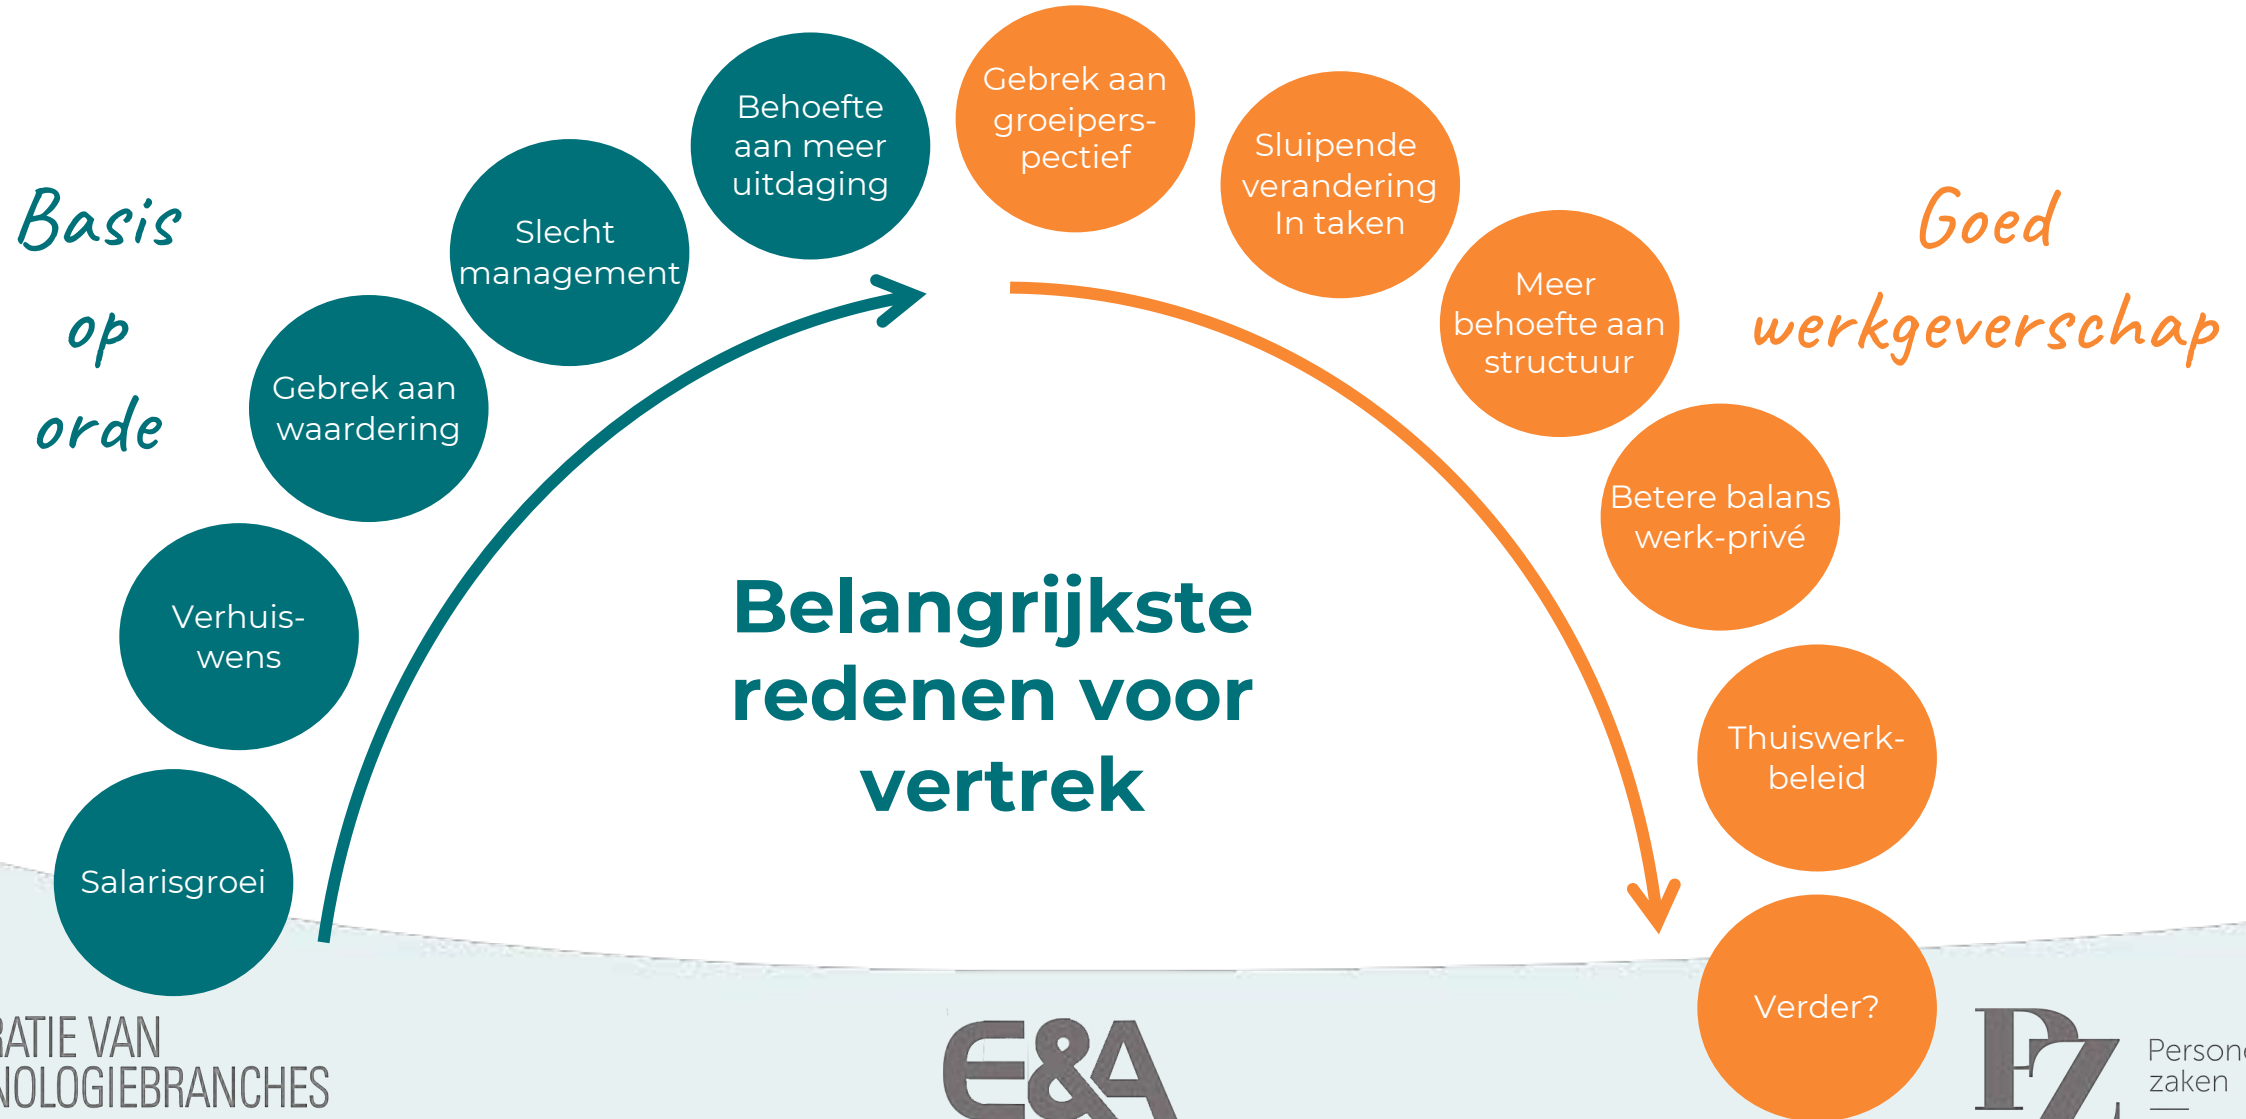 Basis
op
orde
Salarisgroei
Verhuis-
wens
Gebrek aan
waardering
Slecht
management
Behoefte
aan meer
uitdaging
Gebrek aan
groeipers-
pectief
Sluipende
verandering
In taken
Meer
behoefte aan
structuur
Betere balans
werk-privé
Thuiswerk-
beleid
Verder?
Goed
werkgeverschap
Belangrijkste
redenen voor
vertrek
RATIE VAN
NOLOGIEBRANCHES
E&A
PZ
Persone
zaken